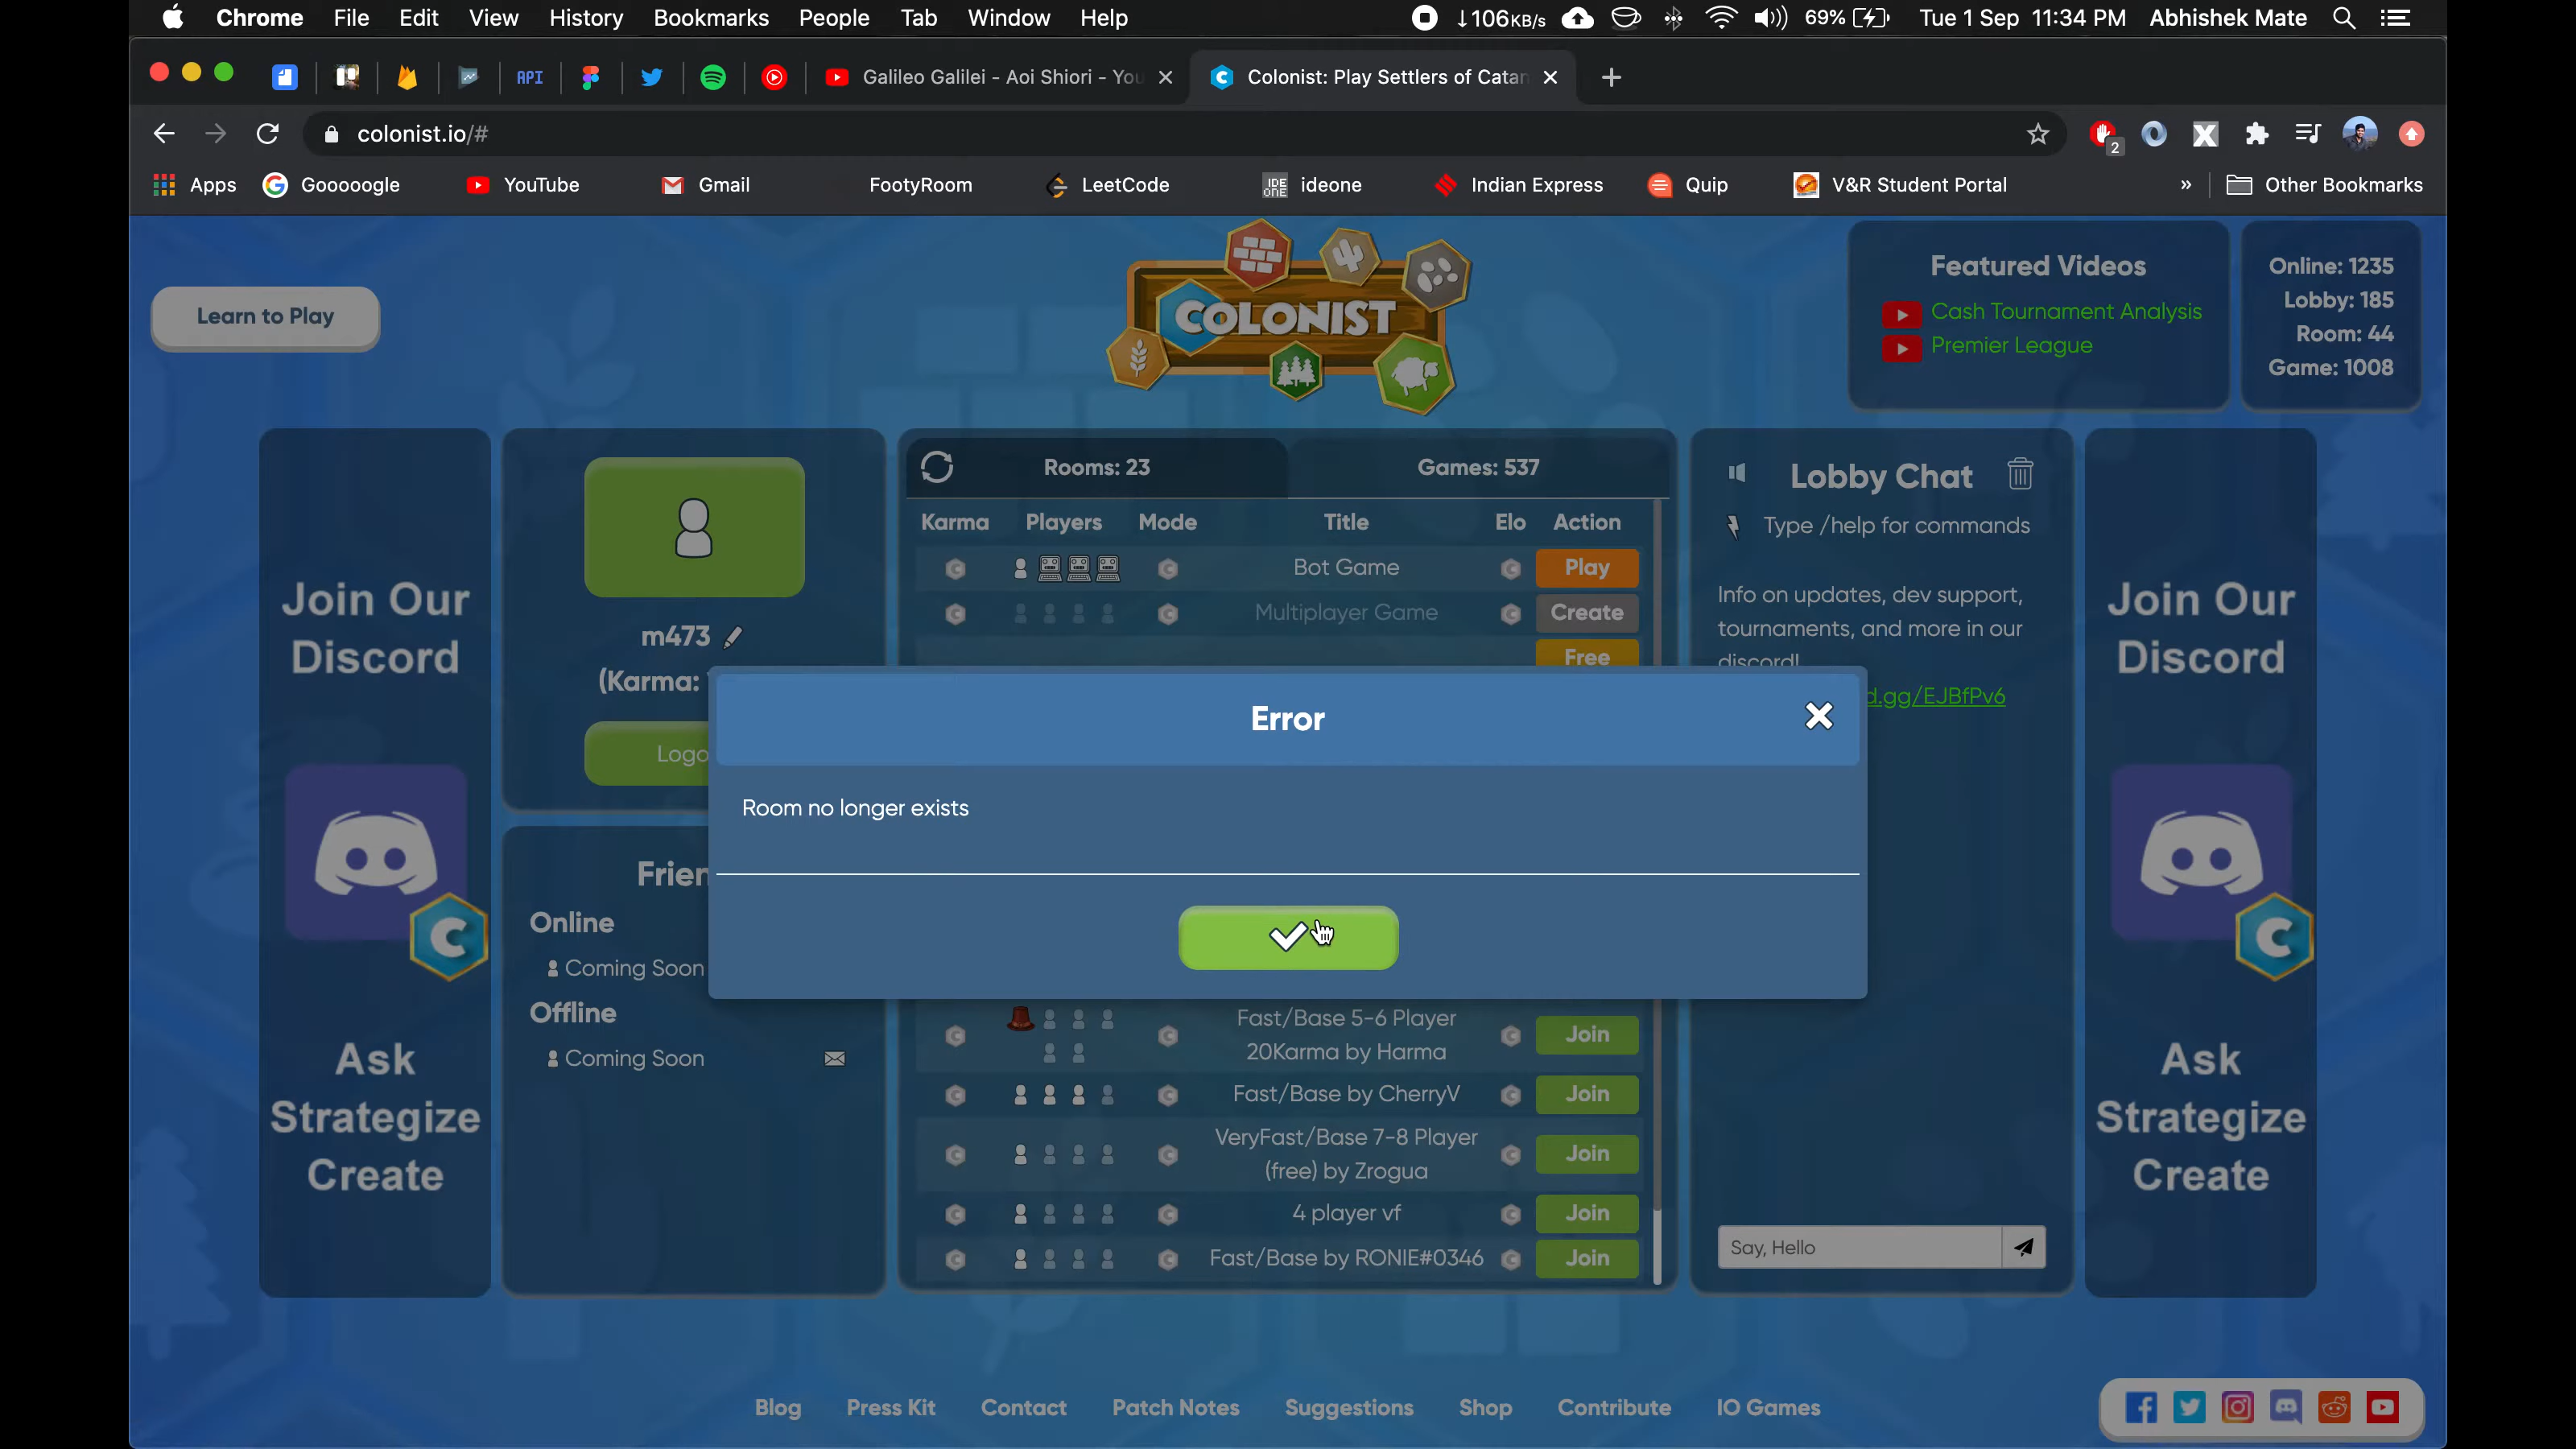 Chrome File Edit View History Bookmarks People Tab Window Help
↓106KB/s 69% Tue 1 Sep 11:34 PM Abhishek Mate
API Galileo Galilei - Aoi Shiori - You Colonist: Play Settlers of Catan
colonist.io/#
2
Apps Gooooogle YouTube Gmail FootyRoom LeetCode IDE ONE ideone Indian Express Quip V&R Student Portal » Other Bookmarks
Learn to Play
COLONIST
Featured Videos
Cash Tournament Analysis
Premier League
Online: 1235
Lobby: 185
Room: 44
Game: 1008
Join Our
Discord
Ask
Strategize
Create
m473
(Karma:
Logo
Frien
Online
Coming Soon
Offline
Coming Soon
Rooms: 23 Games: 537
Karma Players Mode Title Elo Action
Bot Game Play
Multiplayer Game Create
Free
Error
Room no longer exists
Fast/Base 5-6 Player
20Karma by Harma Join
Fast/Base by CherryV Join
VeryFast/Base 7-8 Player
(free) by Zrogua Join
4 player vf Join
Fast/Base by RONIE#0346 Join
Lobby Chat
Type /help for commands
Info on updates, dev support,
tournaments, and more in our
discord!
d.gg/EJBfPv6
Say, Hello
Join Our
Discord
Ask
Strategize
Create
Blog Press Kit Contact Patch Notes Suggestions Shop Contribute IO Games